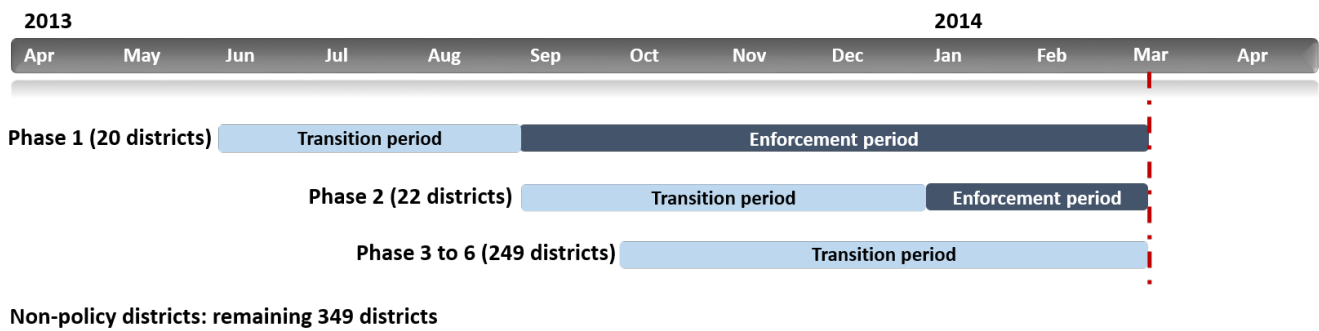 2013 2014
Apr May Jun Jul Aug Sep Oct Nov Dec Jan Feb Mar Apr
Phase 1 (20 districts) Transition period Enforcement period
Phase 2 (22 districts) Transition period Enforcement period
Phase 3 to 6 (249 districts) Transition period
Non-policy districts: remaining 349 districts